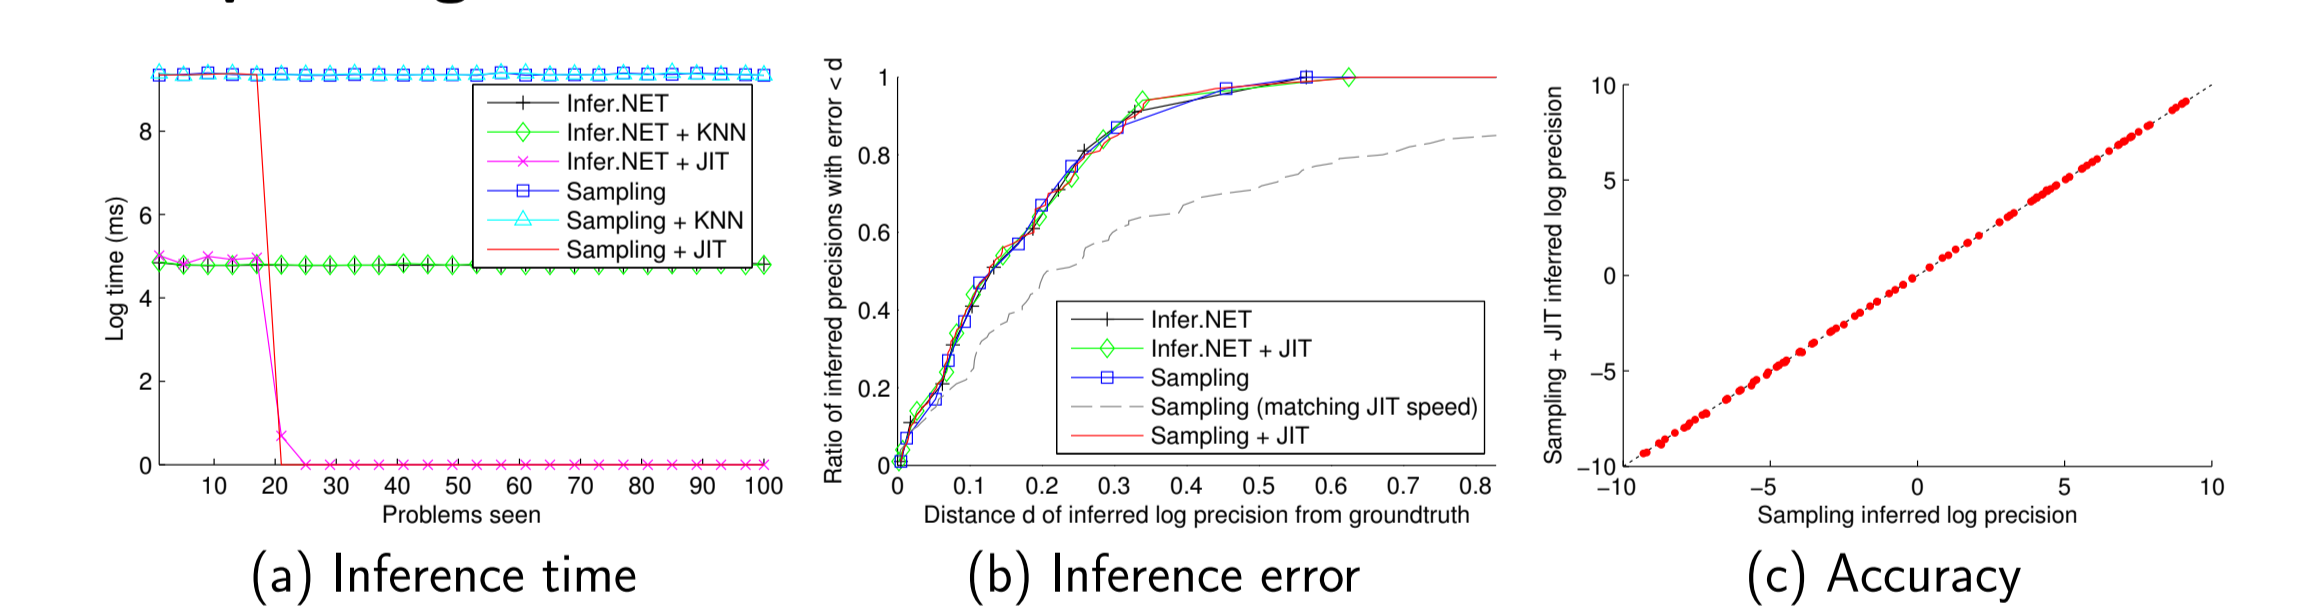 Log time (ms)
8
6
4
2
0
10 20 30 40 50 60 70 80 90 100
Problems seen
Infer.NET
Infer.NET + KNN
Infer.NET + JIT
Sampling
Sampling + KNN
Sampling + JIT
(a) Inference time
Ratio of inferred precisions with error < d
1
0.8
0.6
0.4
0.2
0
0 0.1 0.2 0.3 0.4 0.5 0.6 0.7 0.8
Distance d of inferred log precision from groundtruth
Infer.NET
Infer.NET + JIT
Sampling
Sampling (matching JIT speed)
Sampling + JIT
(b) Inference error
Sampling + JIT inferred log precision
10
5
0
−5
−10
−10 −5 0 5 10
Sampling inferred log precision
(c) Accuracy